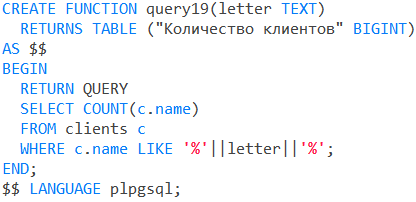 CREATE FUNCTION query19(letter TEXT)
  RETURNS TABLE ("Количество клиентов" BIGINT)
AS $$
BEGIN
  RETURN QUERY
  SELECT COUNT(c.name)
  FROM clients c
  WHERE c.name LIKE '%'||letter||'%';
END;
$$ LANGUAGE plpgsql;